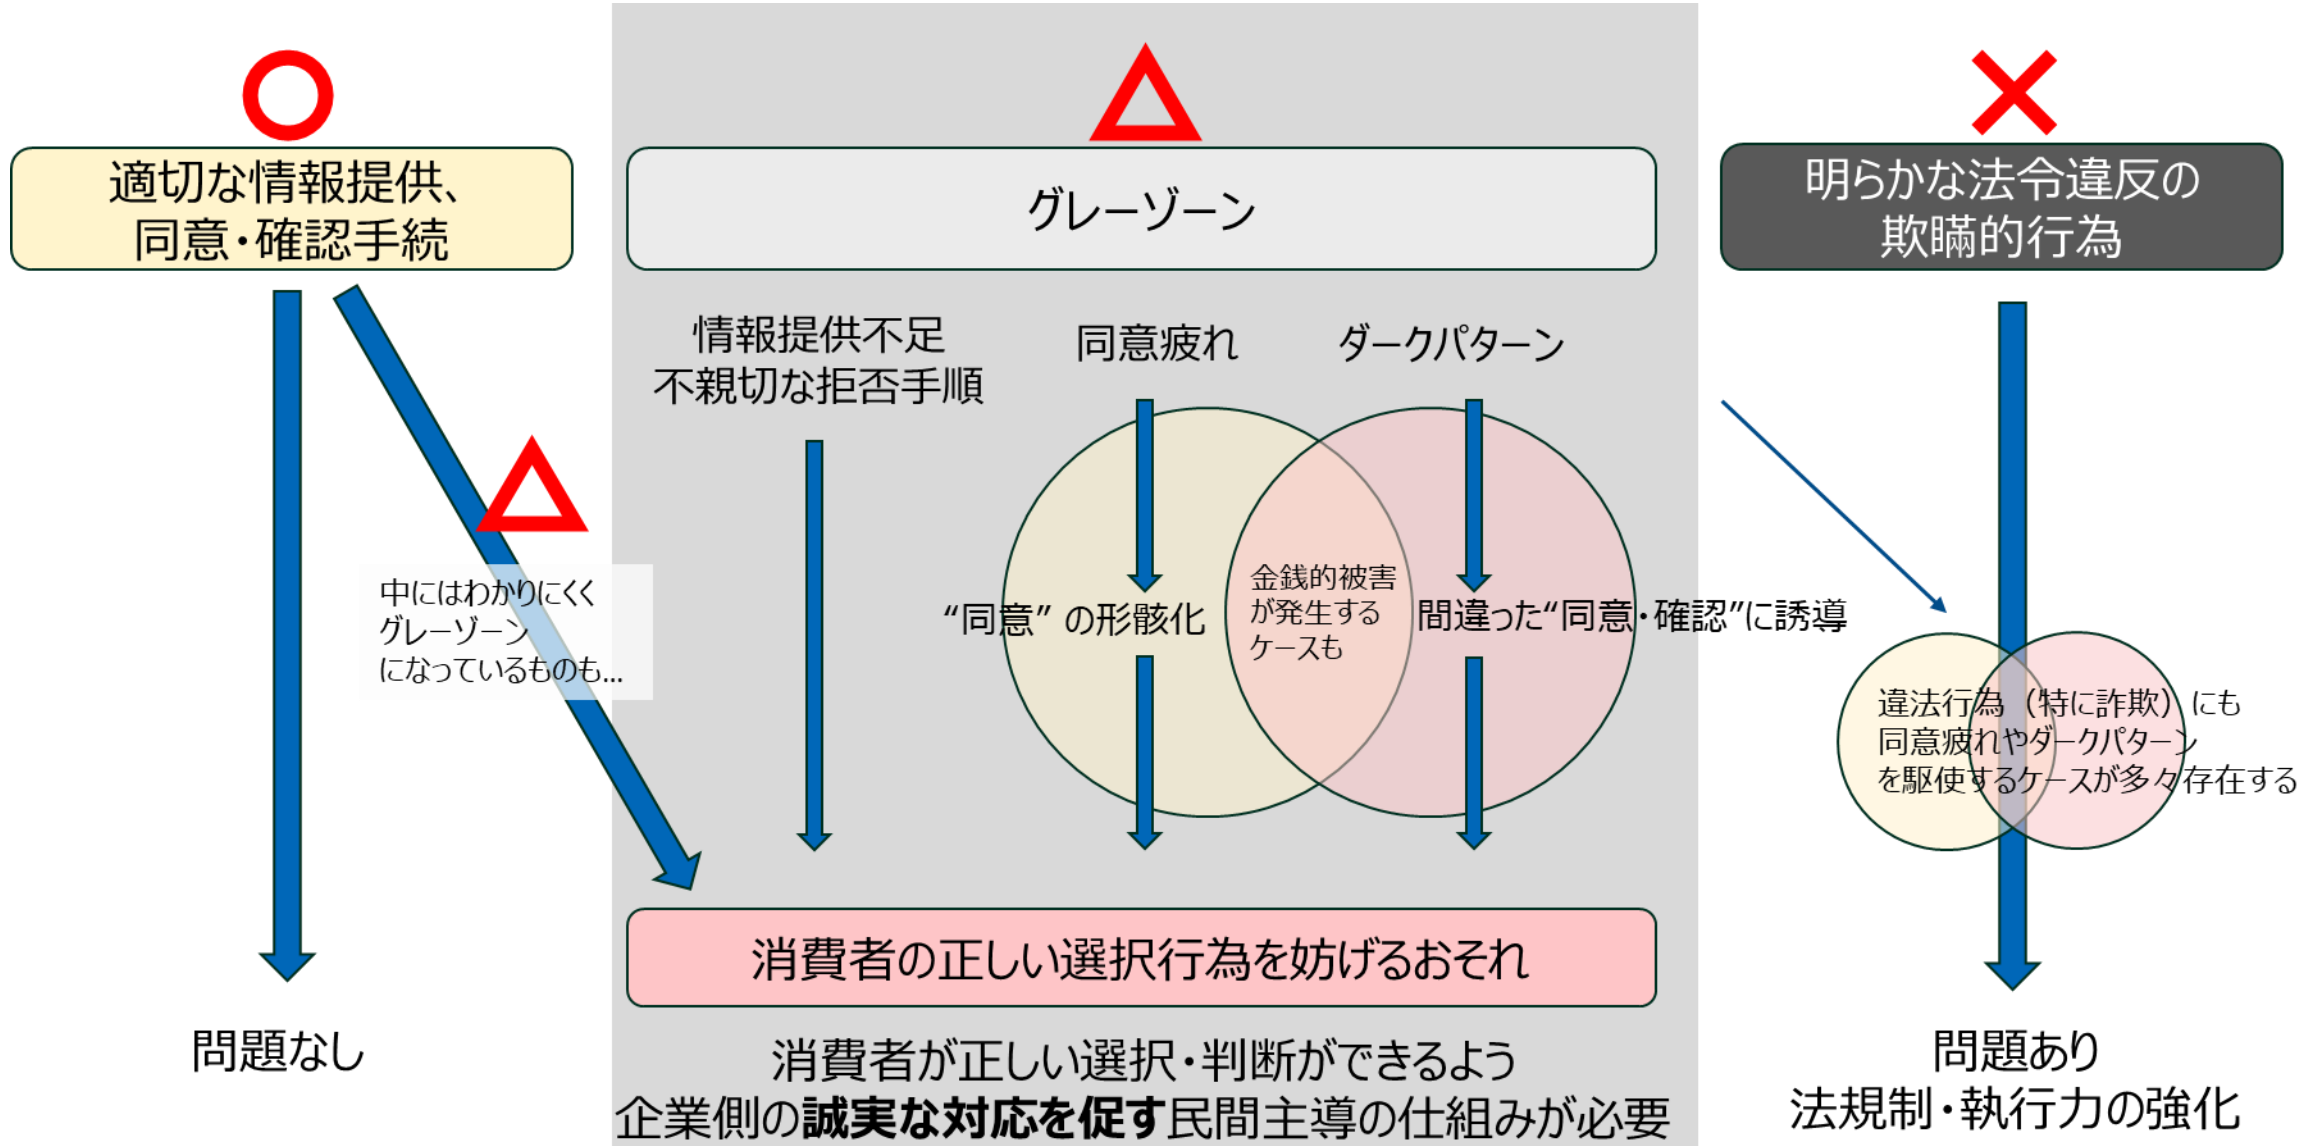 適切な情報提供、
同意・確認手続
グレーゾーン
明らかな法令違反の
欺瞞的行為
情報提供不足
不親切な拒否手順
同意疲れ
ダークパターン
中にはわかりにくく
グレーゾーン
になっているものも…
“同意” の形骸化
金銭的被害
が発生する
ケースも
間違った“同意・確認”に誘導
違法行為（特に詐欺）にも
同意疲れやダークパターン
を駆使するケースが多々存在する
消費者の正しい選択行為を妨げるおそれ
問題なし
消費者が正しい選択・判断ができるよう
企業側の誠実な対応を促す民間主導の仕組みが必要
問題あり
法規制・執行力の強化